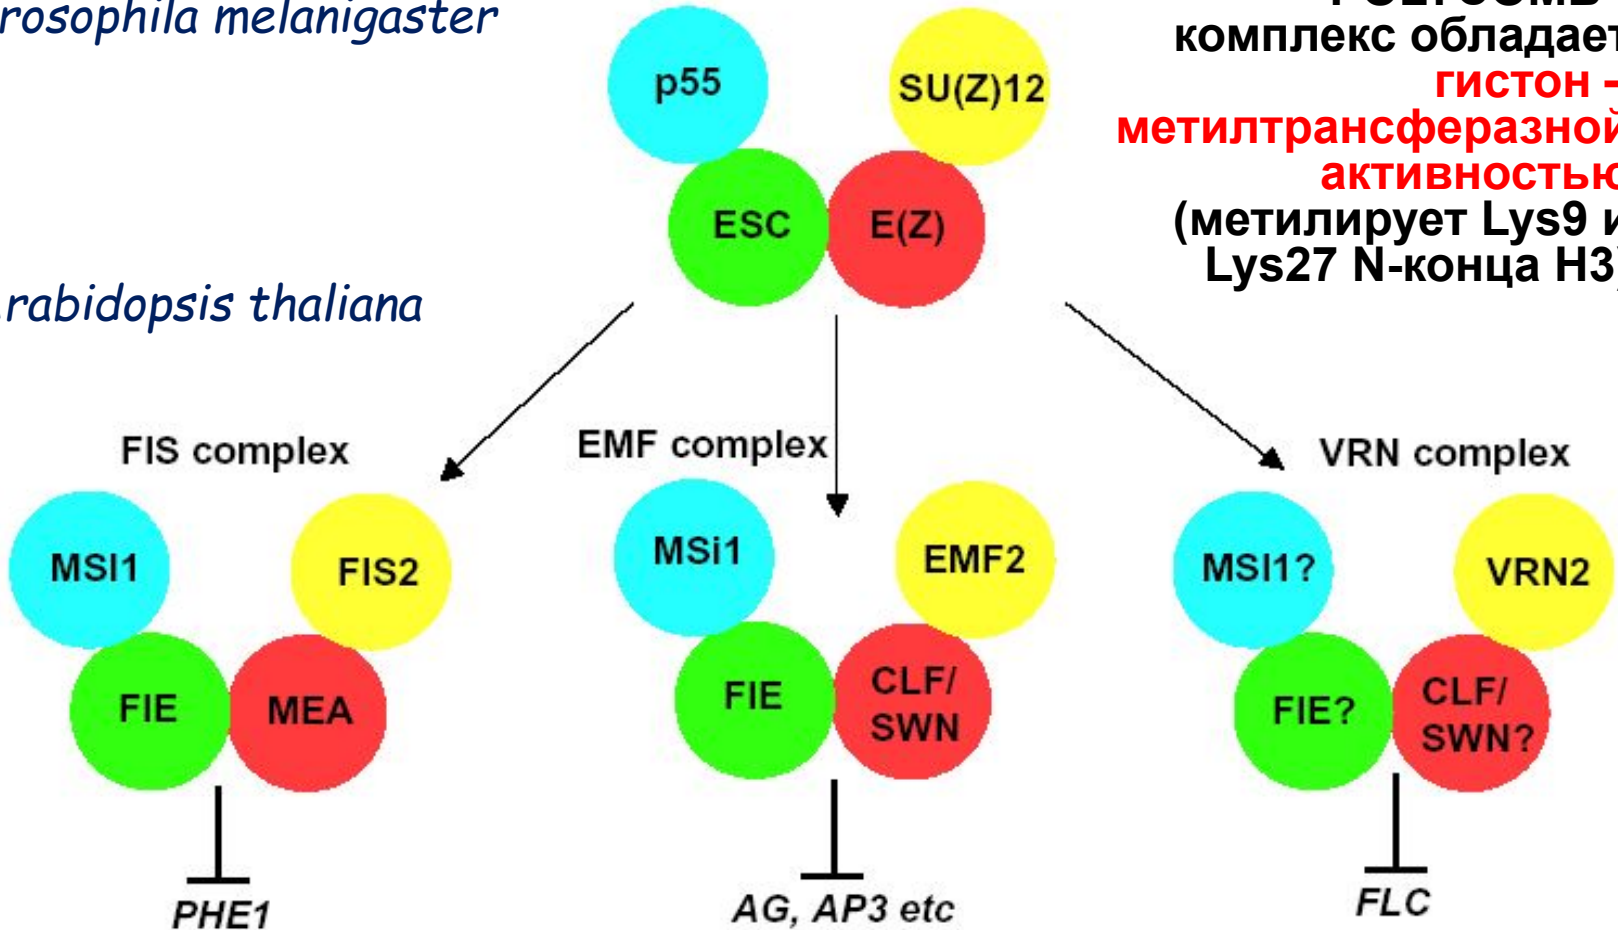 rosophila melanigaster
комплекс обладает
гистон -
метилтрансферазной
активностью
(метилирует Lys9 и
Lys27 N-конца H3)
p55
SU(Z)12
ESC
E(Z)
rabidopsis thaliana
FIS complex
EMF complex
VRN complex
MSI1
FIS2
FIE
MEA
PHE1
MSi1
EMF2
FIE
CLF/
SWN
AG, AP3 etc
MSI1?
VRN2
FIE?
CLF/
SWN?
FLC